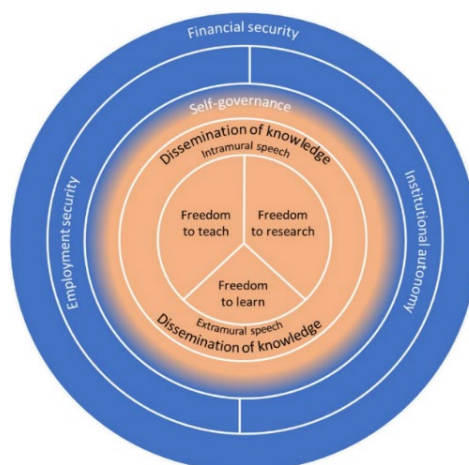 Financial security
Self-governance
Dissemination of knowledge
Intramural speech
Employment security
Institutional autonomy
Freedom
to teach
Freedom
to research
Freedom
to learn
Extramural speech
Dissemination of knowledge